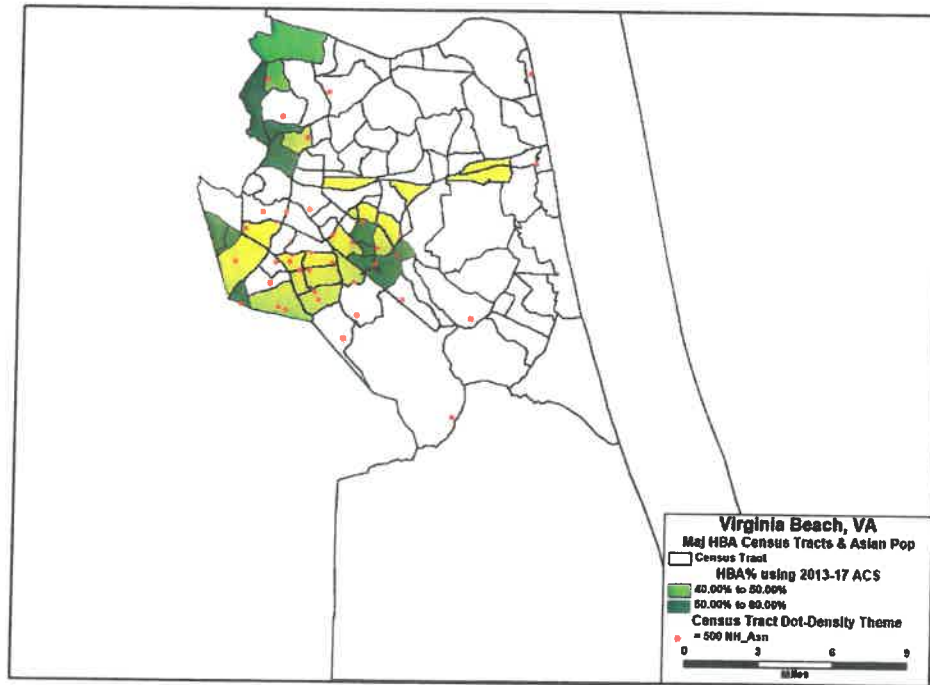 Virginia Beach, VA
Maj HBA Census Tracts & Asian Pop
Census Tract
HBA% using 2013-17 ACS
40.00% to 50.00%
50.00% to 80.00%
Census Tract Dot-Density Theme
= 500 NH_Asn
0 3 6 9
Miles